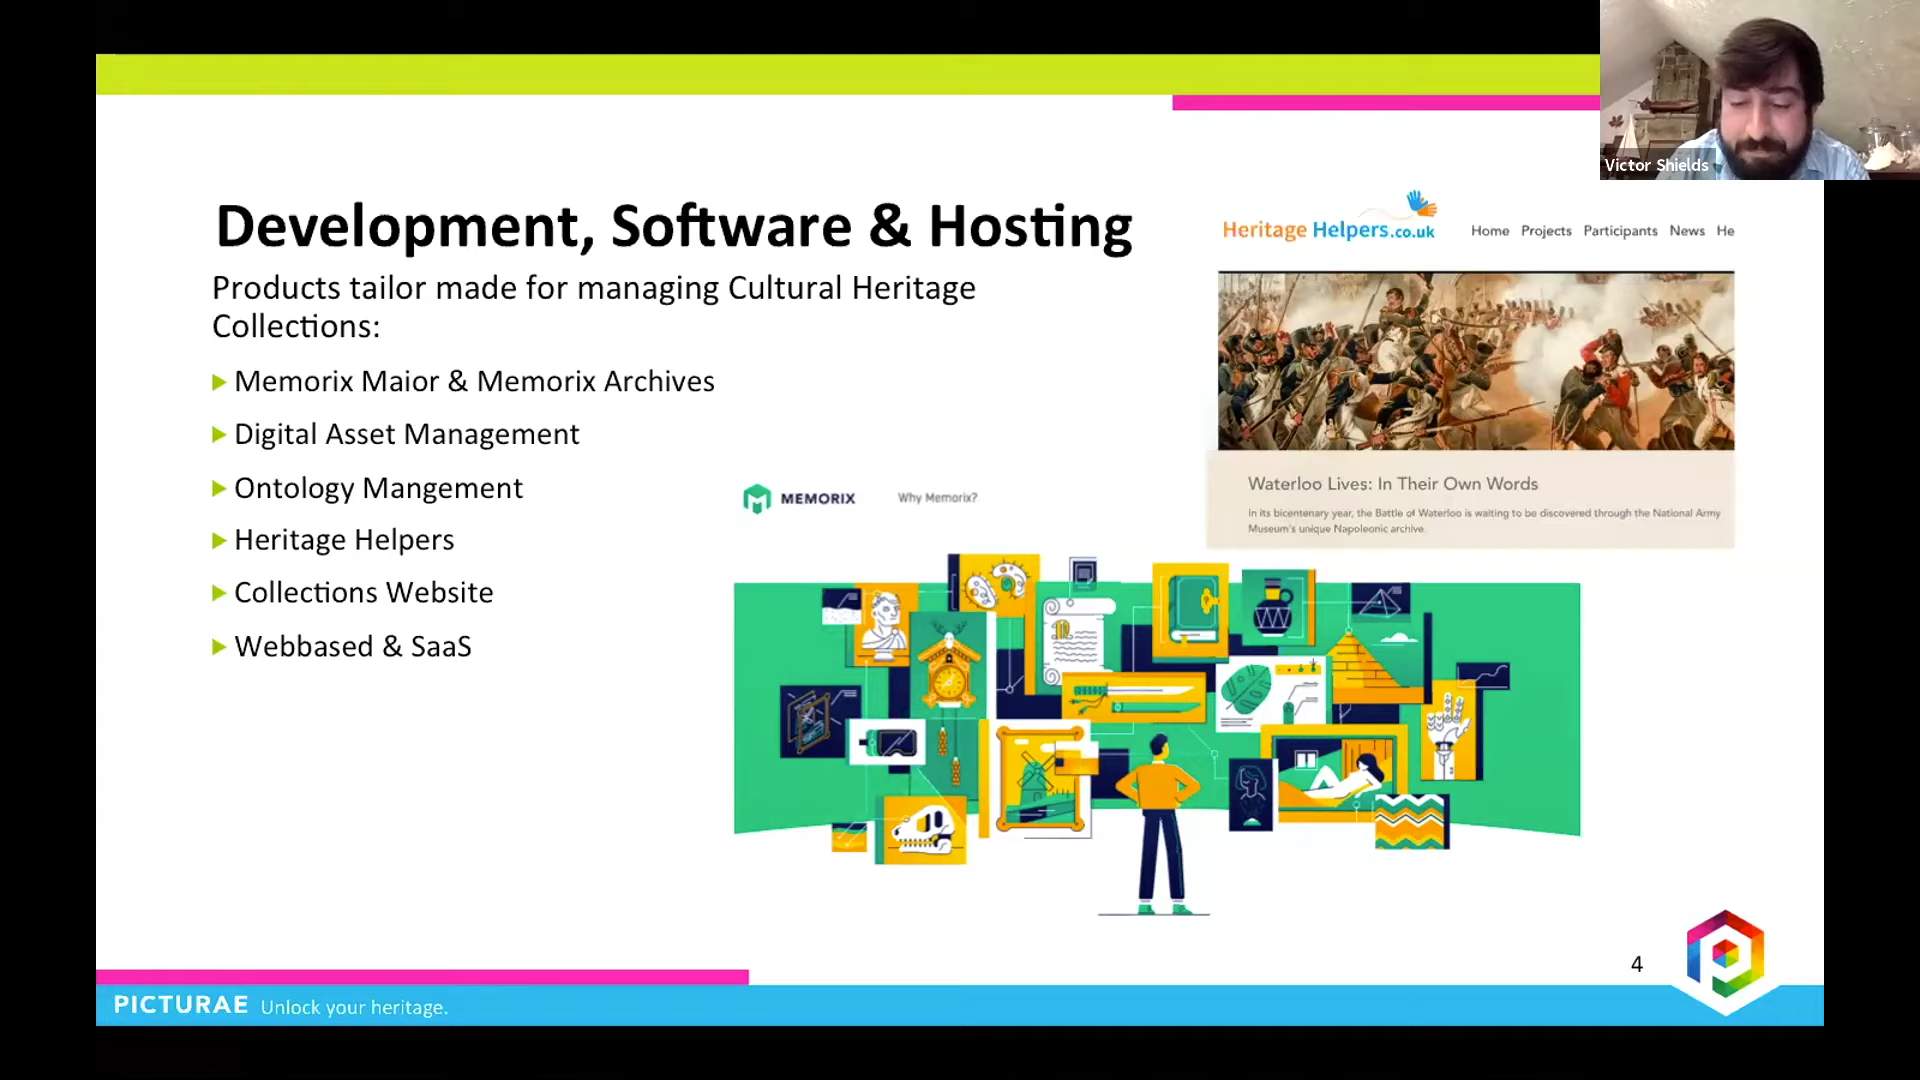 Victor Shields
Development, Software & Hosting
Products tailor made for managing Cultural Heritage
Collections:
Memorix Maior & Memorix Archives
Digital Asset Management
Ontology Mangement
Heritage Helpers
Collections Website
Webbased & SaaS
Heritage Helpers.co.uk
Home Projects Participants News He
Waterloo Lives: In Their Own Words
In its bicentenary year, the Battle of Waterloo is waiting to be discovered through the National Army
Museum's unique Napoleonic archive.
MEMORIX Why Memorix?
4
PICTURAE Unlock your heritage.